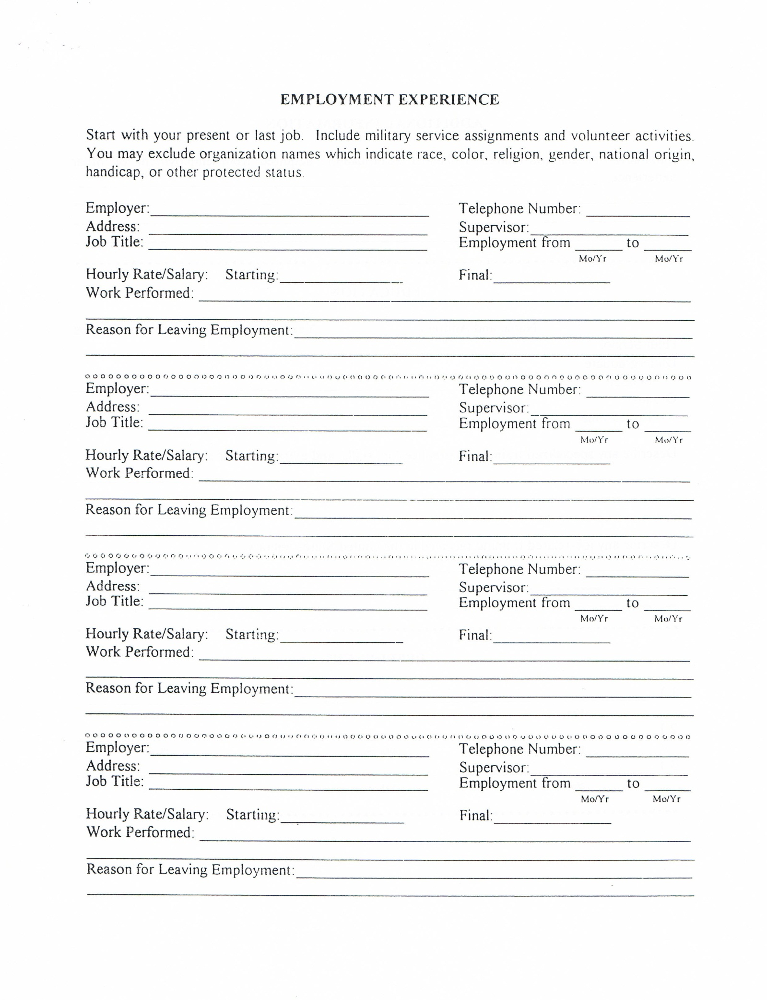 EMPLOYMENT EXPERIENCE
Start with your present or last job. Include military service assignments and volunteer activities.
You may exclude organization names which indicate race, color, religion, gender, national origin,
handicap, or other protected status.
Employer: Telephone Number:
Address: Supervisor:
Job Title: Employment from to
Mo/Yr Mo/Yr
Hourly Rate/Salary: Starting: Final:
Work Performed:
Reason for Leaving Employment:
Employer: Telephone Number:
Address: Supervisor:
Job Title: Employment from to
Mo/Yr Mo/Yr
Hourly Rate/Salary: Starting: Final:
Work Performed:
Reason for Leaving Employment:
Employer: Telephone Number:
Address: Supervisor:
Job Title: Employment from to
Mo/Yr Mo/Yr
Hourly Rate/Salary: Starting: Final:
Work Performed:
Reason for Leaving Employment:
Employer: Telephone Number:
Address: Supervisor:
Job Title: Employment from to
Mo/Yr Mo/Yr
Hourly Rate/Salary: Starting: Final:
Work Performed:
Reason for Leaving Employment: